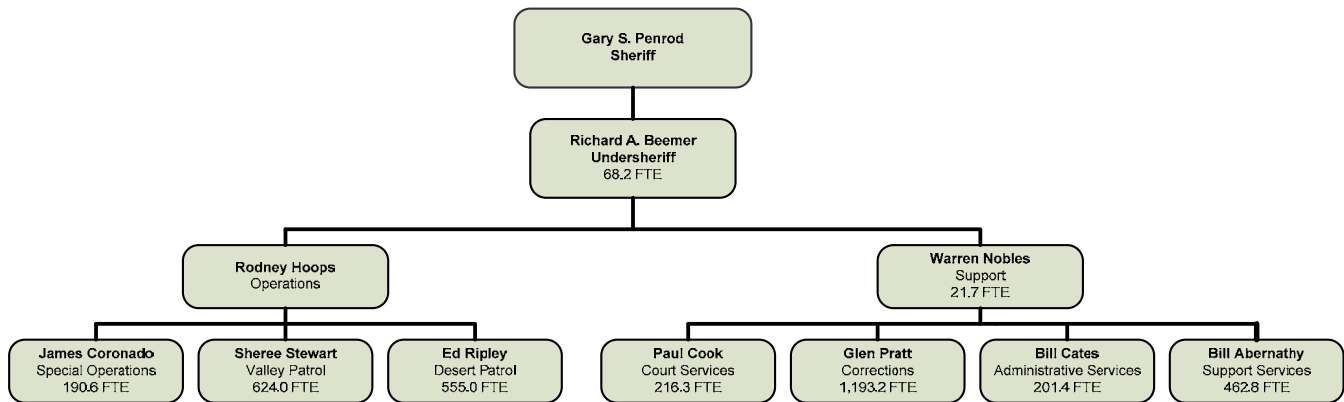 Gary S. Penrod
Sheriff
Richard A. Beemer
Undersheriff
68.2 FTE
Rodney Hoops
Operations
Warren Nobles
Support
21.7 FTE
James Coronado
Special Operations
190.6 FTE
Sheree Stewart
Valley Patrol
624.0 FTE
Ed Ripley
Desert Patrol
555.0 FTE
Paul Cook
Court Services
216.3 FTE
Glen Pratt
Corrections
1,193.2 FTE
Bill Cates
Administrative Services
201.4 FTE
Bill Abernathy
Support Services
462.8 FTE